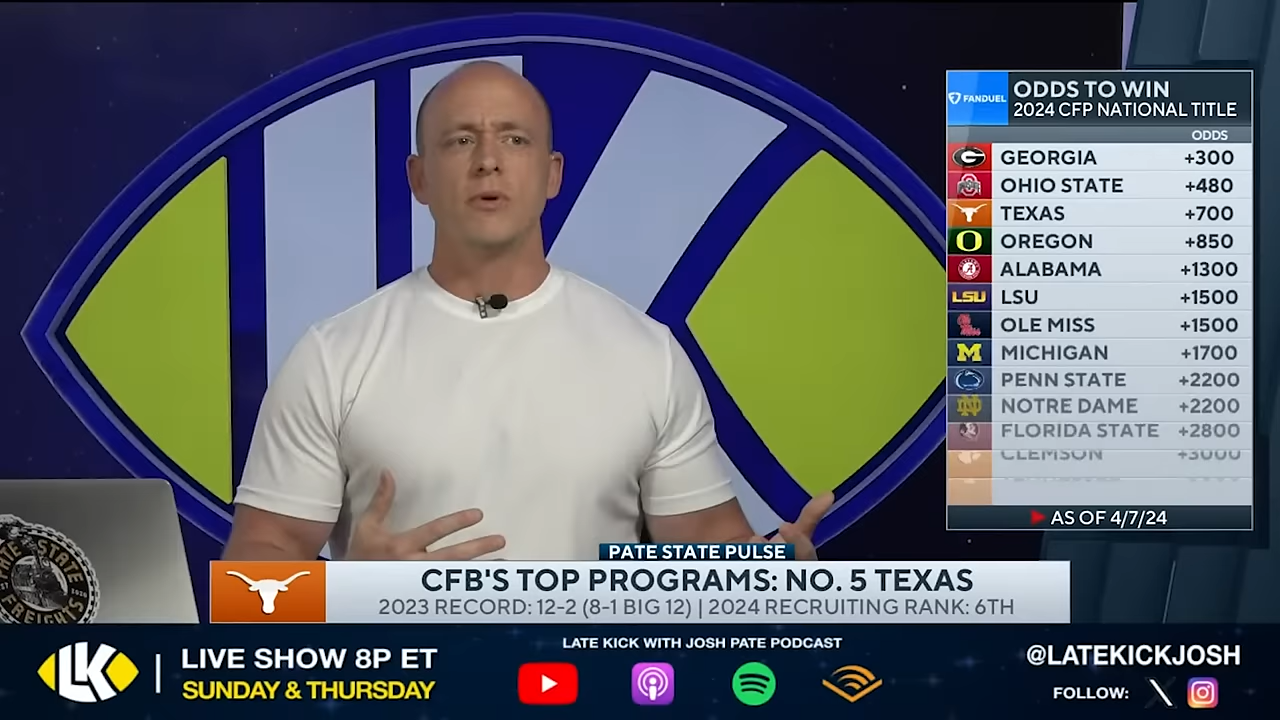 FANDUEL
ODDS TO WIN
2024 CFP NATIONAL TITLE
ODDS
GEORGIA +300
OHIO STATE +480
TEXAS +700
OREGON +850
ALABAMA +1300
LSU LSU +1500
OLE MISS +1500
MICHIGAN +1700
PENN STATE +2200
NOTRE DAME +2200
FLORIDA STATE +2800
CLEMSON +3000
AS OF 4/7/24
PATE STATE
FREIGHTS
PATE STATE PULSE
CFB'S TOP PROGRAMS: NO. 5 TEXAS
2023 RECORD: 12-2 (8-1 BIG 12) | 2024 RECRUITING RANK: 6TH
LK
LIVE SHOW 8P ET
SUNDAY & THURSDAY
LATE KICK WITH JOSH PATE PODCAST
@LATEKICKJOSH
FOLLOW: